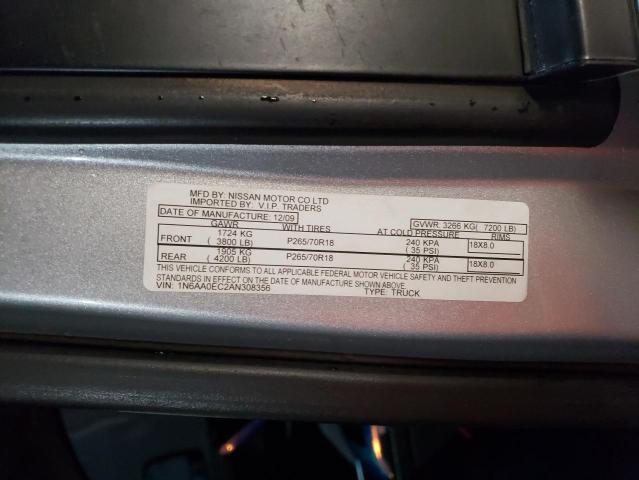 MFD BY: NISSAN MOTOR CO LTD
IMPORTED BY: V.I.P. TRADERS
DATE OF MANUFACTURE: 12/09 GVWR: 3266 KG( 7200 LB)
GAWR WITH TIRES AT COLD PRESSURE RIMS
FRONT 1724 KG ( 3800 LB) P265/70R18 240 KPA ( 35 PSI) 18X8.0
REAR 1905 KG ( 4200 LB) P265/70R18 240 KPA ( 35 PSI) 18X8.0
THIS VEHICLE CONFORMS TO ALL APPLICABLE FEDERAL MOTOR VEHICLE SAFETY AND THEFT PREVENTION
STANDARDS IN EFFECT ON THE DATE OF MANUFACTURE SHOWN ABOVE.
VIN: 1N6AA0EC2AN308356 TYPE: TRUCK